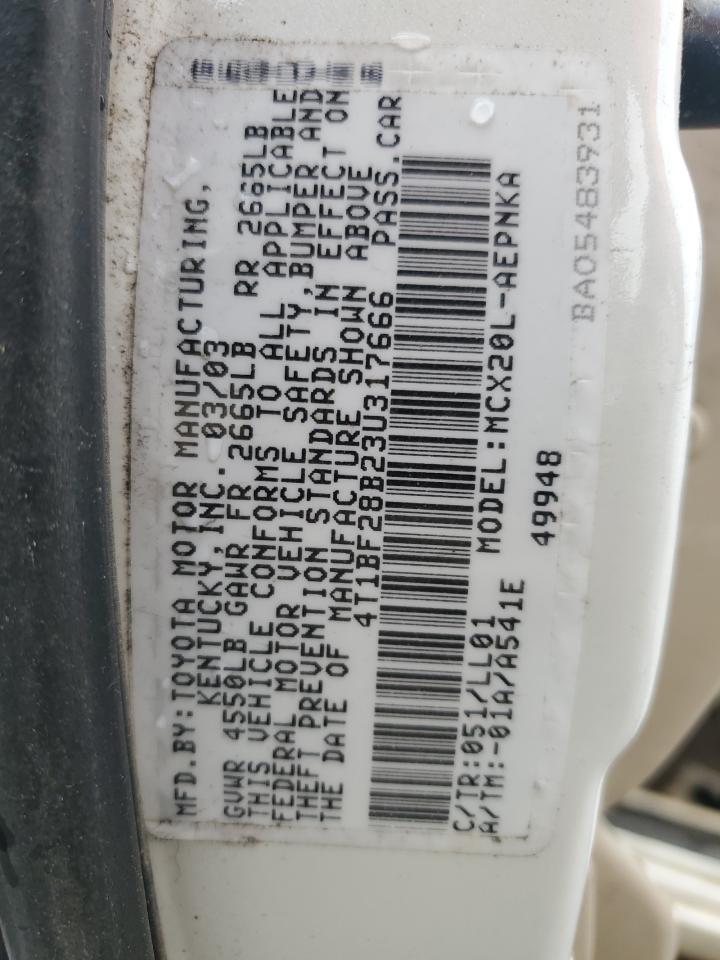 MFD.BY:TOYOTA MOTOR MANUFACTURING,
KENTUCKY,INC. 03/03
GVWR 4550LB GAWR FR 2665LB RR 2665LB
THIS VEHICLE CONFORMS TO ALL APPLICABLE
FEDERAL MOTOR VEHICLE SAFETY,BUMPER AND
THEFT PREVENTION STANDARDS IN EFFECT ON
THE DATE OF MANUFACTURE SHOWN ABOVE
4T1BF28B23U317666 PASS.CAR
C/TR:051/LL01 MODEL:MCX20L-AEPNKA
A/TM:-01A/A541E 49948
BA05483931